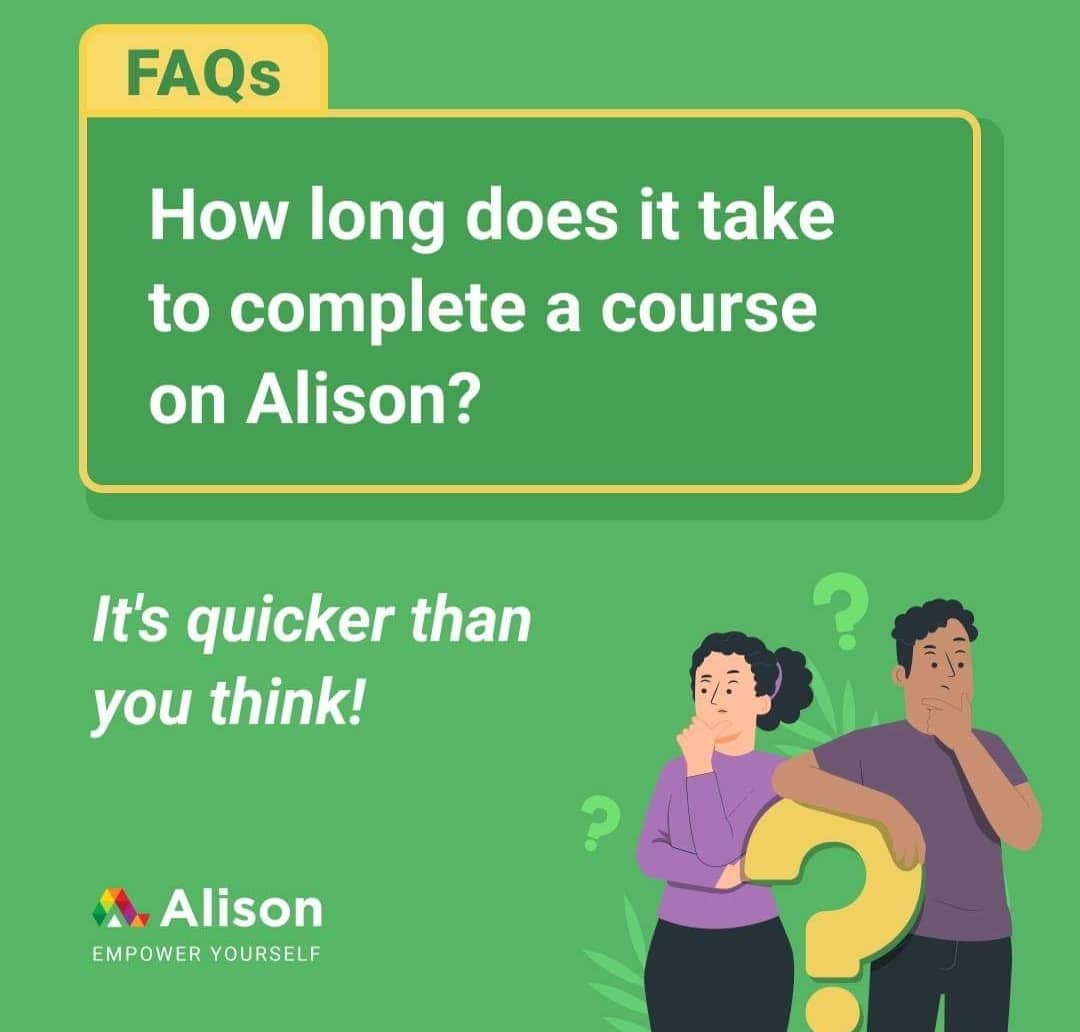 FAQs
How long does it take
to complete a course
on Alison?
It's quicker than
you think!
Alison
EMPOWER YOURSELF